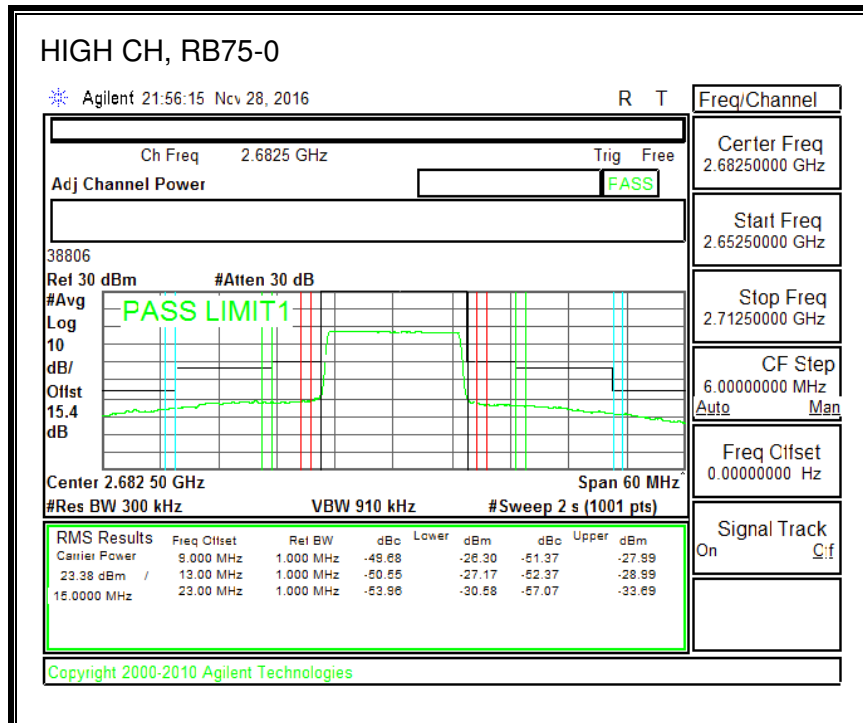 HIGH CH, RB75-0
Agilent 21:56:15 Nov 28, 2016 R T
Freq/Channel
Ch Freq 2.6825 GHz Trig Free
Adj Channel Power PASS
Center Freq
2.68250000 GHz
Start Freq
2.65250000 GHz
38806
Ref 30 dBm #Atten 30 dB
#Avg
Log
10
dB/
Offst
15.4
dB
PASS LIMIT1
Stop Freq
2.71250000 GHz
CF Step
6.00000000 MHz
Auto Man
Freq Offset
0.00000000 Hz
Center 2.682 50 GHz Span 60 MHz^
#Res BW 300 kHz VBW 910 kHz #Sweep 2 s (1001 pts)
Signal Track
On Off
RMS Results Freq Offset Ref BW dBc Lower dBm dBc Upper dBm
Carrier Power 9.000 MHz 1.000 MHz -49.68 -26.30 -51.37 -27.99
23.38 dBm / 13.00 MHz 1.000 MHz -50.55 -27.17 -52.37 -28.99
15.0000 MHz 23.00 MHz 1.000 MHz -53.96 -30.58 -57.07 -33.69
Copyright 2000-2010 Agilent Technologies